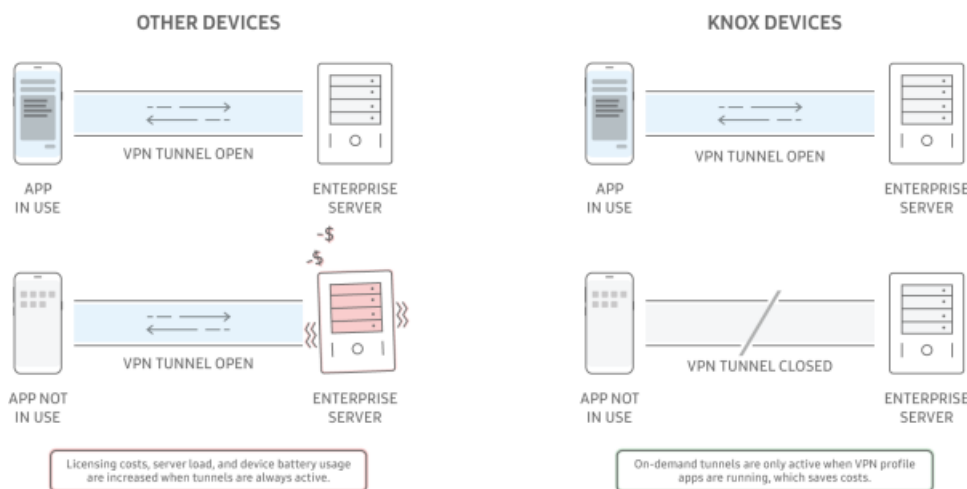 OTHER DEVICES
VPN TUNNEL OPEN
APP
IN USE
ENTERPRISE
SERVER
-$
-$
VPN TUNNEL OPEN
APP NOT
IN USE
ENTERPRISE
SERVER
Licensing costs, server load, and device battery usage
are increased when tunnels are always active.
KNOX DEVICES
VPN TUNNEL OPEN
APP
IN USE
ENTERPRISE
SERVER
VPN TUNNEL CLOSED
APP NOT
IN USE
ENTERPRISE
SERVER
On-demand tunnels are only active when VPN profile
apps are running, which saves costs.